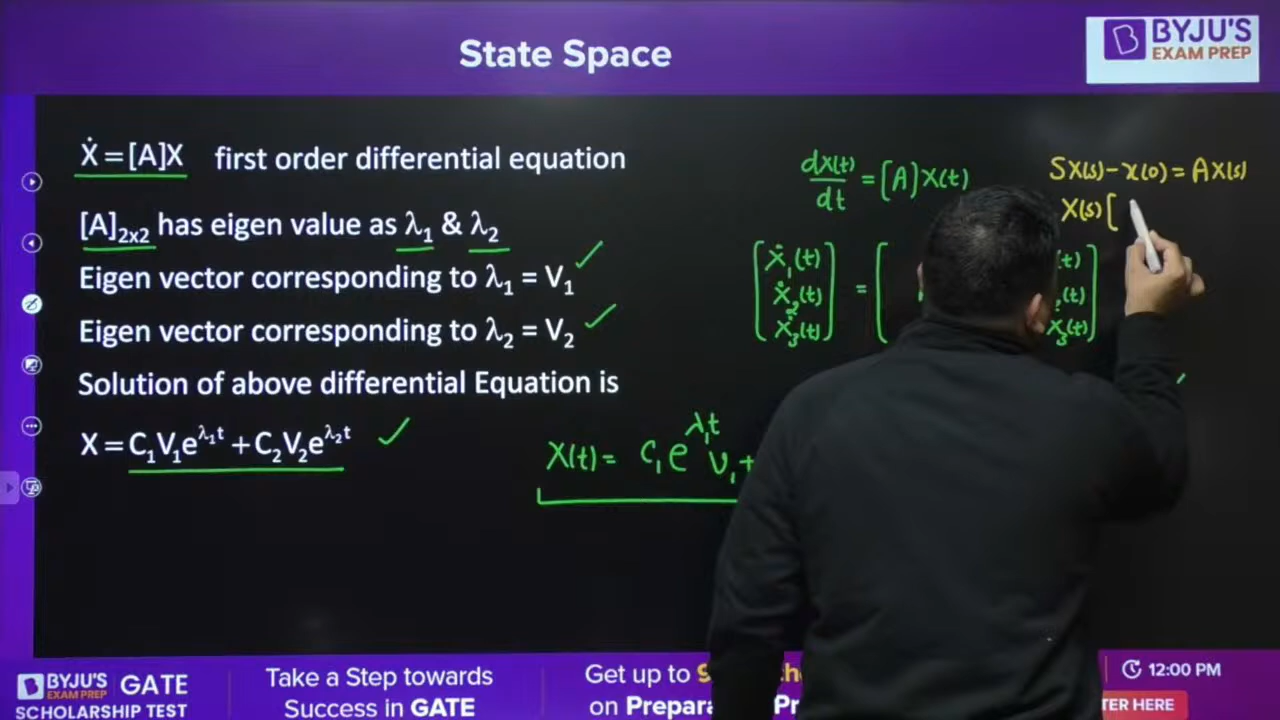 State Space
BYJU'S
EXAM PREP
Ẋ = [A]X first order differential equation
[A]₂ₓ₂ has eigen value as λ₁ & λ₂
Eigen vector corresponding to λ₁ = V₁
Eigen vector corresponding to λ₂ = V₂
Solution of above differential Equation is
X = C₁V₁e^λ₁t + C₂V₂e^λ₂t
dX(t)/dt = [A] X(t)
SX(s) – x(0) = AX(s)
X(s) [
Ẋ₁(t)
Ẋ₂(t) =
Ẋ₃(t)
(t)
₂(t)
X₃(t)
X(t) = C₁ e^λ₁t V₁ +
BYJU'S
EXAM PREP
GATE
SCHOLARSHIP TEST
Take a Step towards
Success in GATE
Get up to 9
on
12:00 PM
HERE